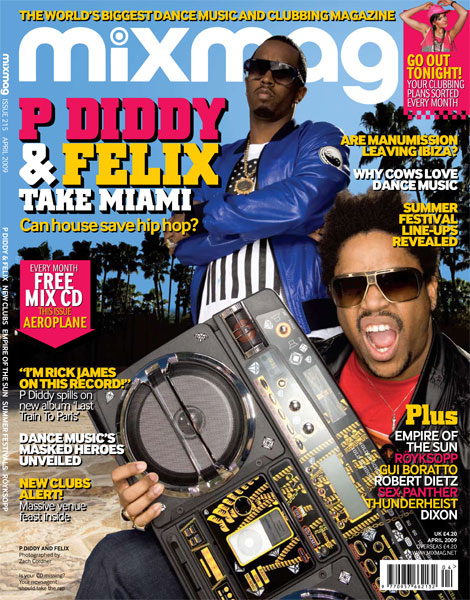 THE WORLD'S BIGGEST DANCE MUSIC AND CLUBBING MAGAZINE
mixmag
mixmag ISSUE 215 APRIL 2009
P DIDDY & FELIX NEW CLUBS EMPIRE OF THE SUN SUMMER FESTIVALS RÖYKSOPP
GO OUT
TONIGHT!
YOUR CLUBBING
PLANS SORTED
EVERY MONTH
P DIDDY
& FELIX
TAKE MIAMI
Can house save hip hop?
ARE MANUMISSION
LEAVING IBIZA?
WHY COWS LOVE
DANCE MUSIC
SUMMER
FESTIVAL
LINE-UPS
REVEALED
EVERY MONTH
FREE
MIX CD
THIS ISSUE
AEROPLANE
"I'M RICK JAMES
ON THIS RECORD!"
P Diddy spills on
new album 'Last
Train To Paris'
DANCE MUSIC'S
MASKED HEROES
UNVEILED
NEW CLUBS
ALERT!
Massive venue
feast inside
Plus
EMPIRE OF
THE SUN
RÖYKSOPP
GUI BORATTO
ROBERT DIETZ
SEX PANTHER
THUNDERHEIST
DIXON
P DIDDY AND FELIX
Photographed by
Zach Cordner
Is your CD missing?
Your newsagent
should take the rap
UK £4.20
APRIL 2009
OVERSEAS £4.20
WWW.MIXMAG.NET
04
9 770957 662132